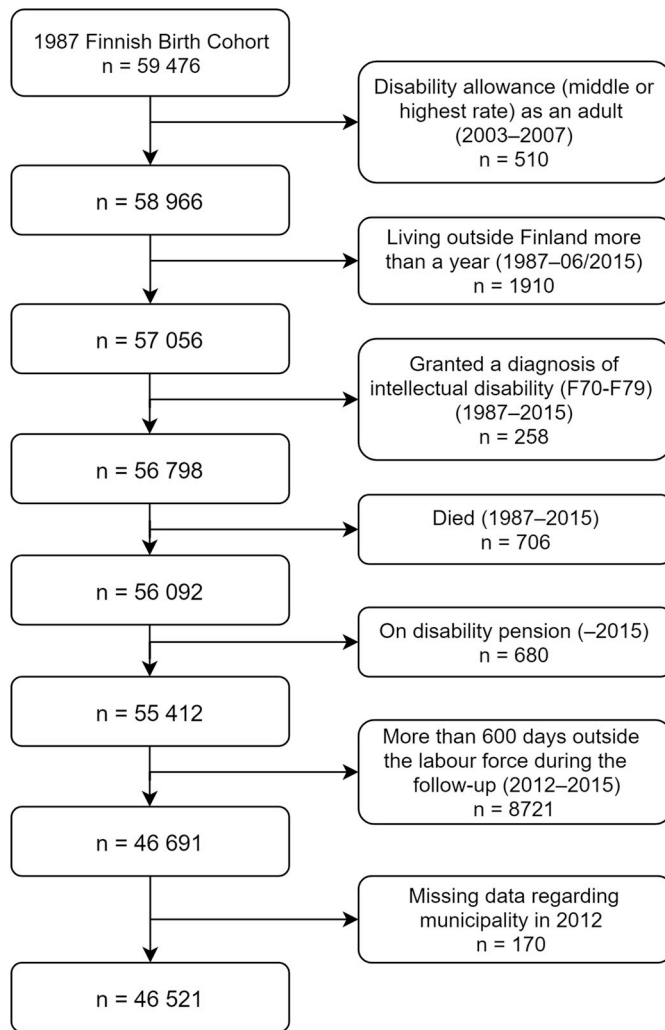 1987 Finnish Birth Cohort
n = 59 476
Disability allowance (middle or
highest rate) as an adult
(2003–2007)
n = 510
n = 58 966
Living outside Finland more
than a year (1987–06/2015)
n = 1910
n = 57 056
Granted a diagnosis of
intellectual disability (F70-F79)
(1987–2015)
n = 258
n = 56 798
Died (1987–2015)
n = 706
n = 56 092
On disability pension (–2015)
n = 680
n = 55 412
More than 600 days outside
the labour force during the
follow-up (2012–2015)
n = 8721
n = 46 691
Missing data regarding
municipality in 2012
n = 170
n = 46 521